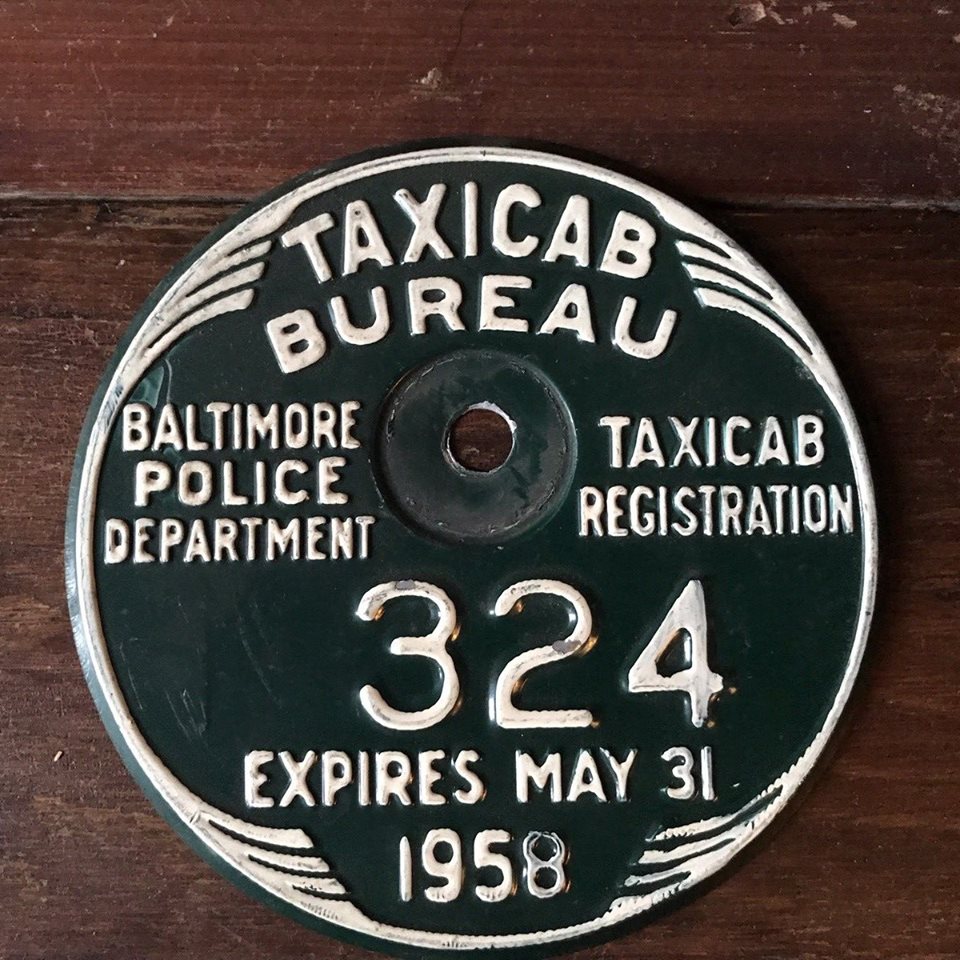 TAXICAB
BUREAU
BALTIMORE
POLICE
DEPARTMENT
TAXICAB
REGISTRATION
324
EXPIRES MAY 31
1958